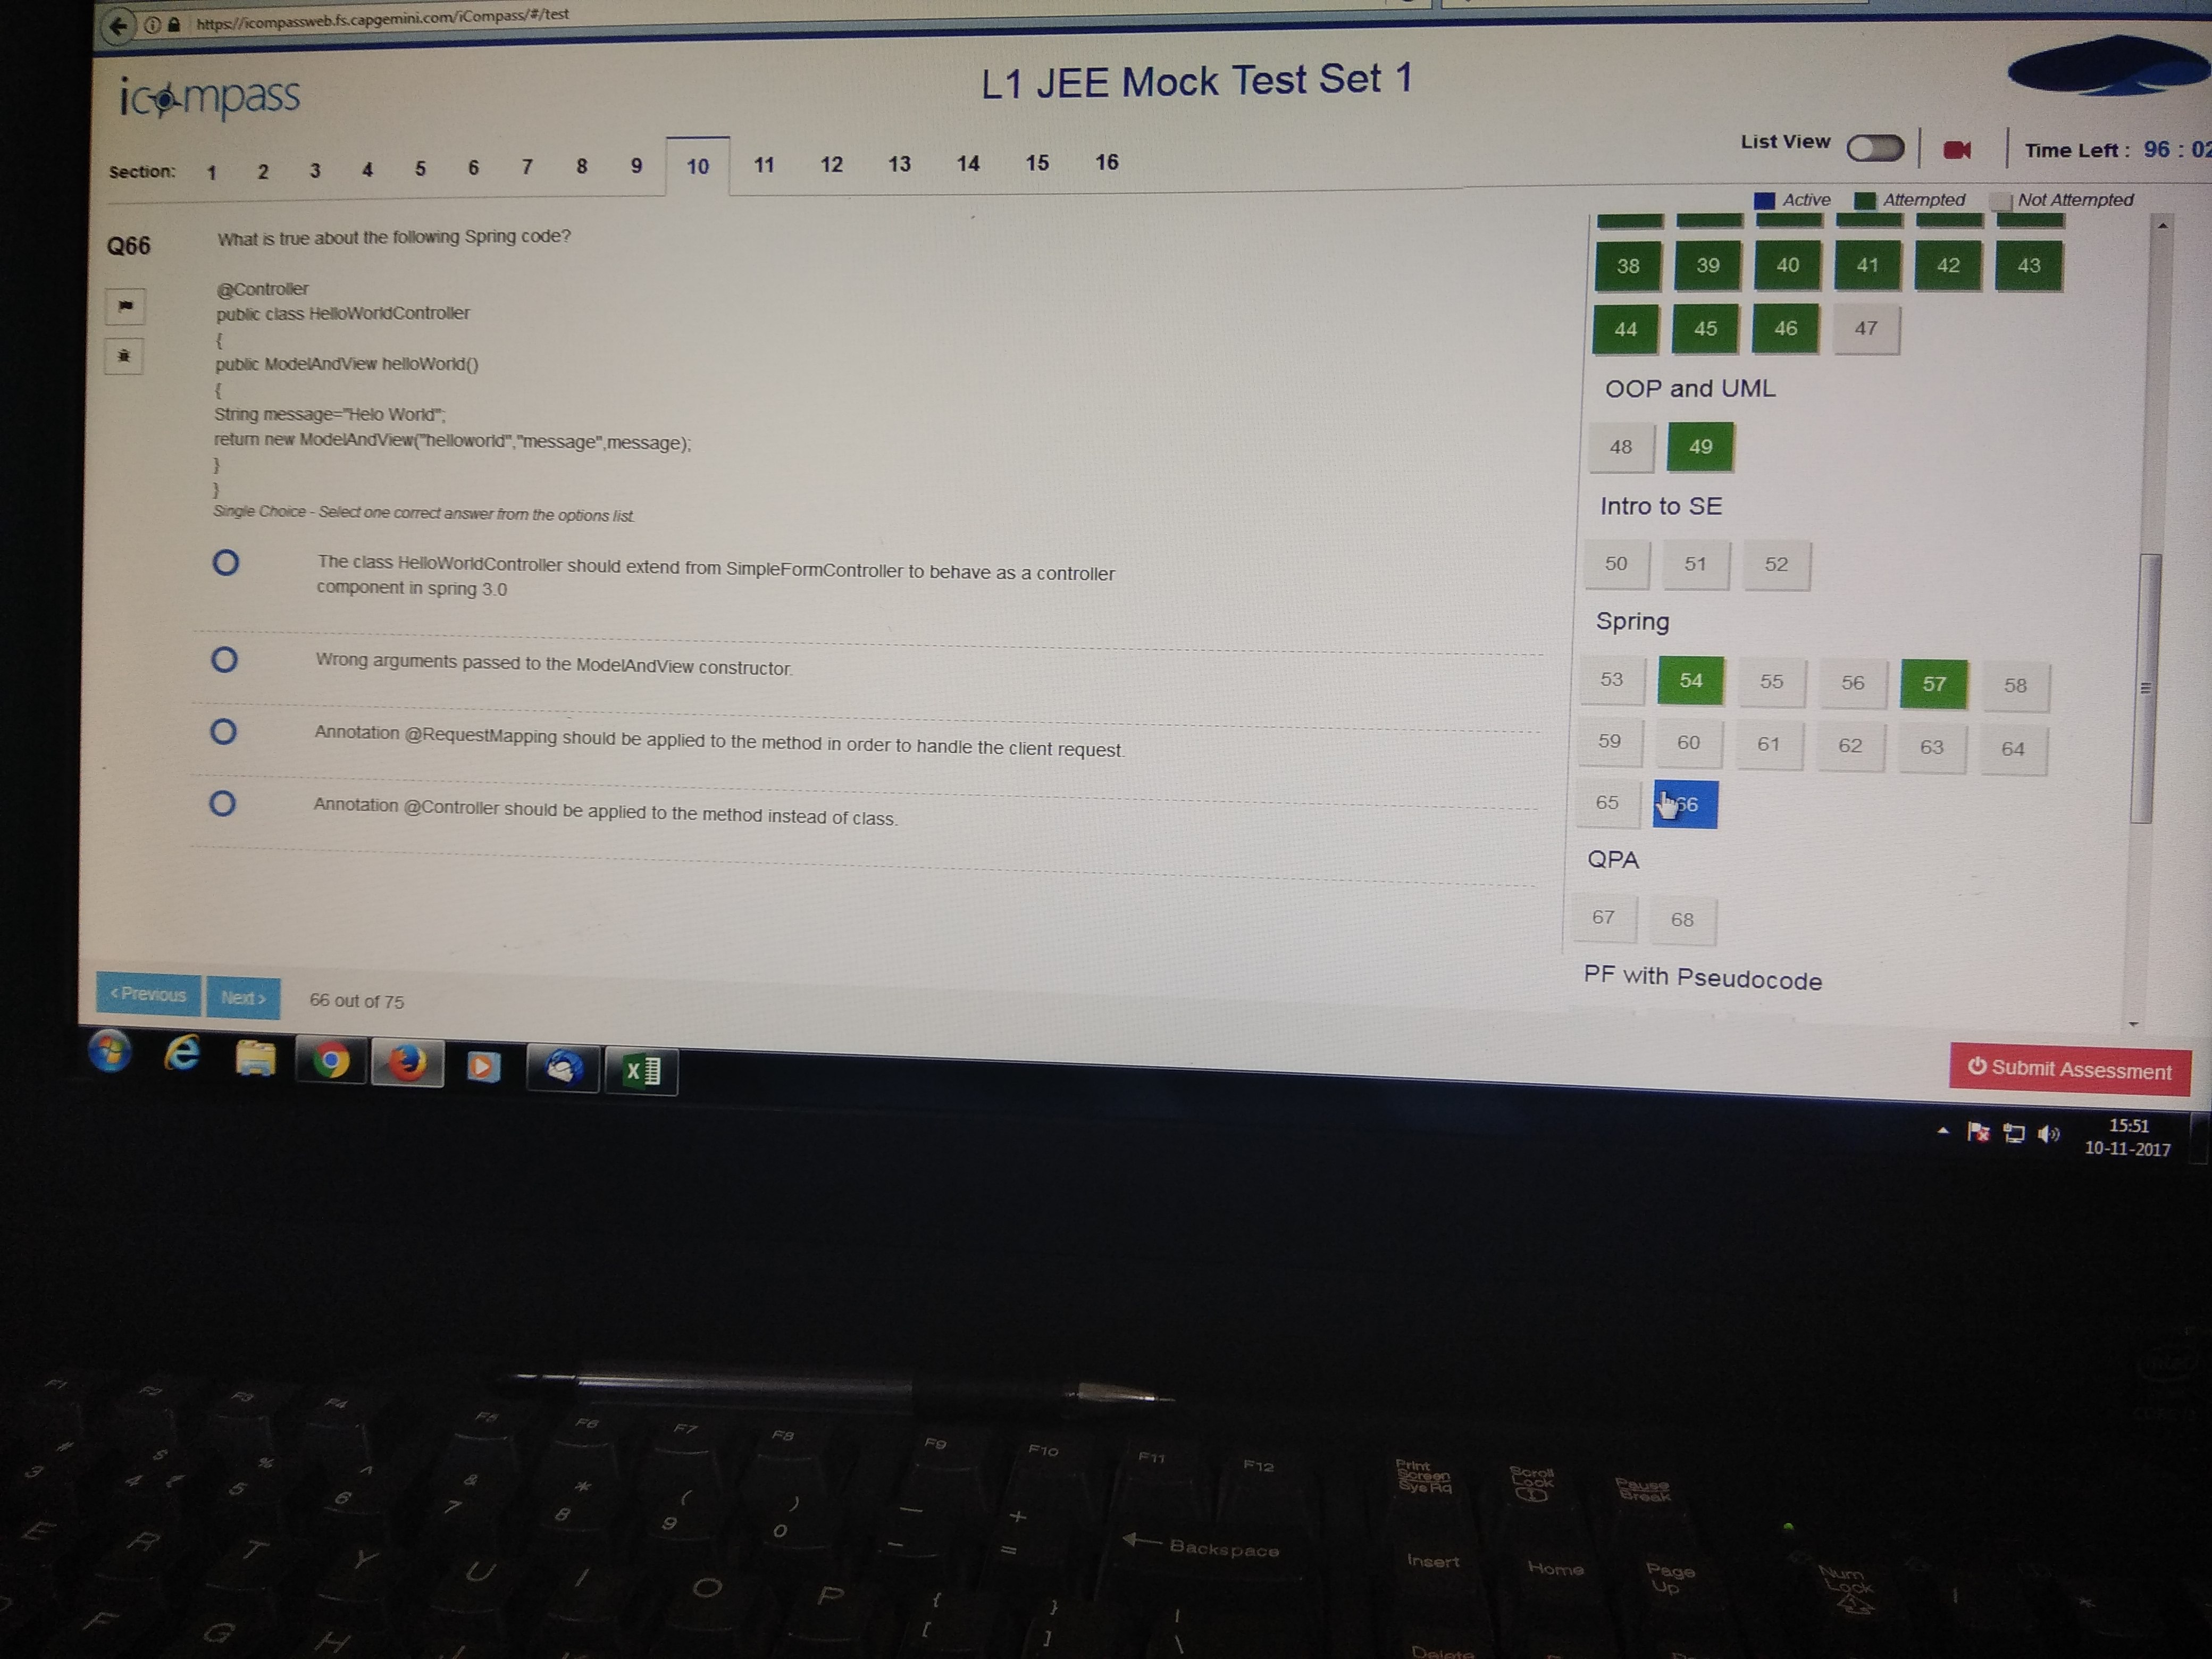 https://icompassweb.fs.capgemini.com/iCompass/#/test
icompass
L1 JEE Mock Test Set 1
List View
Time Left : 96 : 02
Section: 1 2 3 4 5 6 7 8 9 10 11 12 13 14 15 16
Active Attempted Not Attempted
Q66
What is true about the following Spring code?
@Controller
public class HelloWorldController
{
public ModelAndView helloWorld()
{
String message="Helo World";
return new ModelAndView("helloworld","message",message);
}
}
Single Choice - Select one correct answer from the options list.
The class HelloWorldController should extend from SimpleFormController to behave as a controller
component in spring 3.0
Wrong arguments passed to the ModelAndView constructor.
Annotation @RequestMapping should be applied to the method in order to handle the client request.
Annotation @Controller should be applied to the method instead of class.
38 39 40 41 42 43
44 45 46 47
OOP and UML
48 49
Intro to SE
50 51 52
Spring
53 54 55 56 57 58
59 60 61 62 63 64
65 66
QPA
67 68
PF with Pseudocode
< Previous
Next >
66 out of 75
Submit Assessment
15:51
10-11-2017
F1 F2 F3 F4 F5 F6 F7 F8 F9 F10 F11 F12
Print Screen SysRq
Scroll Lock
Pause Break
# 3
$ 4
% 5
^ 6
& 7
* 8
( 9
) 0
— -
+ =
Backspace
Insert
Home
Page Up
Num Lock
E R T Y U I O P
{ [
} ]
| \
F G H
Delete